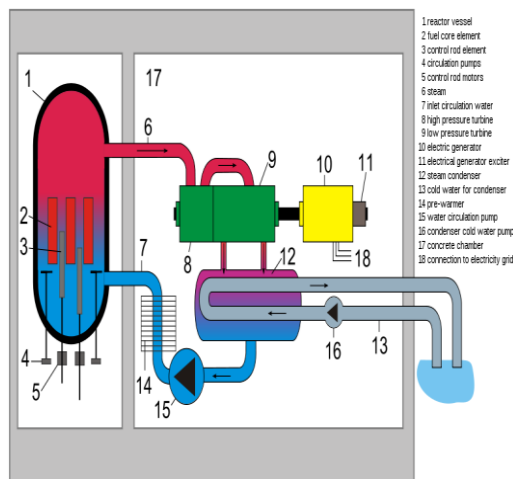 1 reactor vessel
2 fuel core element
3 control rod element
4 circulation pumps
5 control rod motors
6 steam
7 inlet circulation water
8 high pressure turbine
9 low pressure turbine
10 electric generator
11 electrical generator exciter
12 steam condenser
13 cold water for condenser
14 pre-warmer
15 water circulation pump
16 condenser cold water pump
17 concrete chamber
18 connection to electricity grid
1
17
6
9
10
11
2
3
7
8
12
18
4
5
14
15
16
13